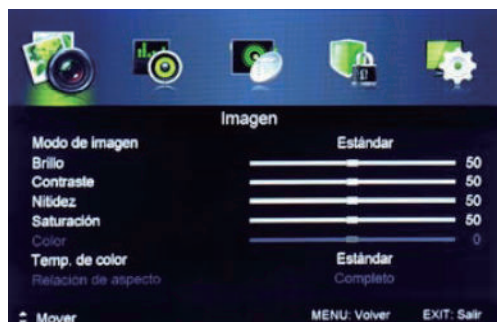 Imagen
Modo de imagen Estándar
Brillo 50
Contraste 50
Nitidez 50
Saturación 50
Color 0
Temp. de color Estándar
Relación de aspecto Completo
Mover MENU: Volver EXIT: Salir